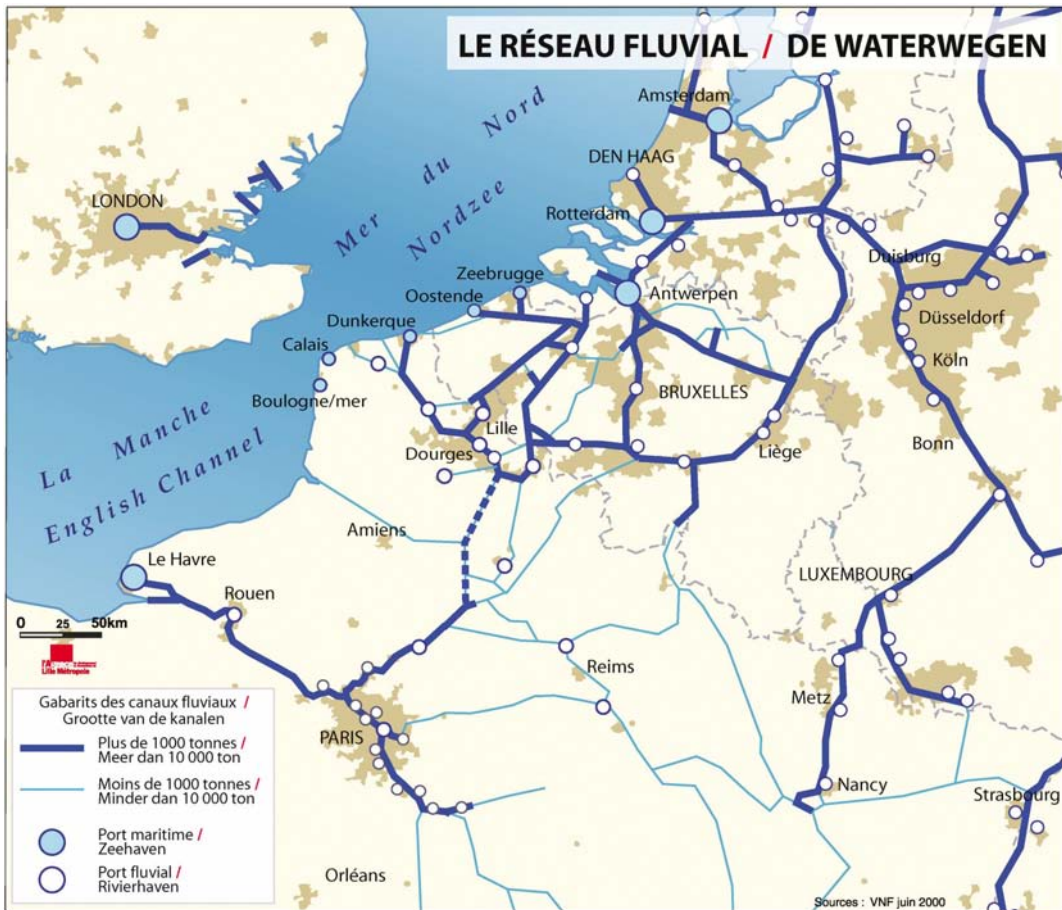 LE RÉSEAU FLUVIAL / DE WATERWEGEN
Mer du Nord
Nordzee
Amsterdam
DEN HAAG
LONDON
Rotterdam
Duisburg
Zeebrugge
Antwerpen
Oostende
Düsseldorf
Dunkerque
Calais
Köln
Boulogne/mer
BRUXELLES
La Manche
English Channel
Lille
Dourges
Liège
Bonn
Amiens
Le Havre
LUXEMBOURG
Rouen
0 25 50km
Lille Métropole
Reims
Metz
PARIS
Nancy
Strasbourg
Orléans
Gabarits des canaux fluviaux /
Grootte van de kanalen
Plus de 1000 tonnes /
Meer dan 10 000 ton
Moins de 1000 tonnes /
Minder dan 10 000 ton
Port maritime /
Zeehaven
Port fluvial /
Rivierhaven
Sources : VNF juin 2000